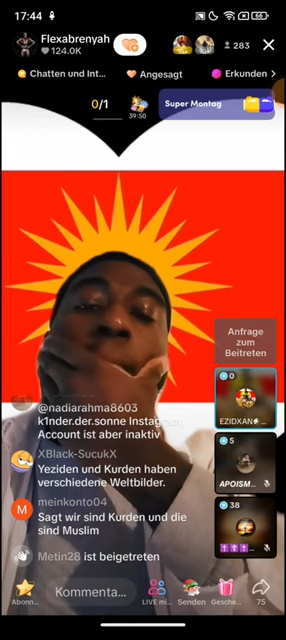 17:44
66
Flexabrenyah
124.0K
283
Chatten und Int...
Angesagt
Erkunden
0/1
39:50
Super Montag
Anfrage
zum
Beitreten
0
EZIDXAN
@nadiarahma8603
k1nder.der.sonne Instagram,
Account ist aber inaktiv
XBlack-SucukX
Yeziden und Kurden haben
verschiedene Weltbilder.
5
APOISM...
M
meinkonto04
Sagt wir sind Kurden und die
sind Muslim
38
Metin28 ist beigetreten
Abonn...
Kommenta...
LIVE mi...
Senden
Gesche...
75